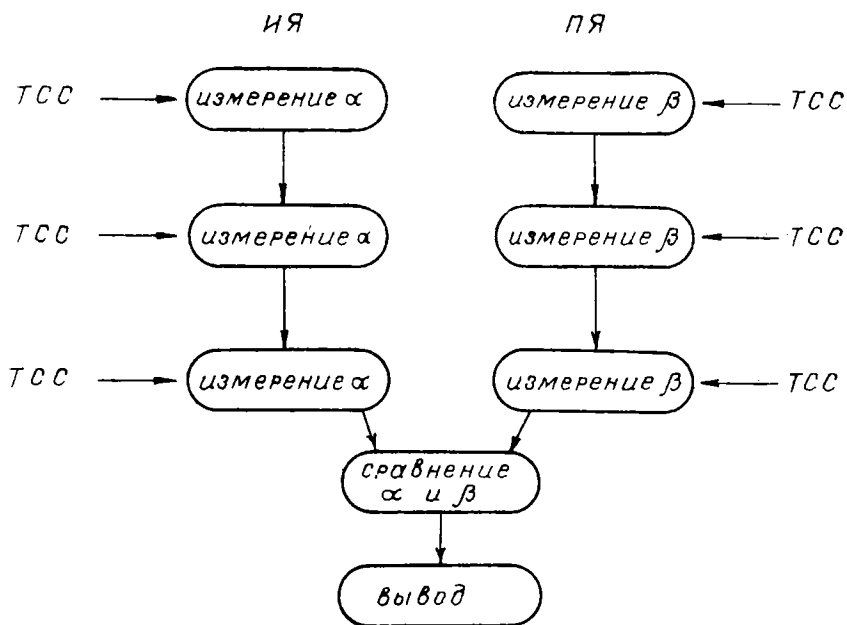 ИЯ ПЯ
ТСС измерение α измерение β ТСС
ТСС измерение α измерение β ТСС
ТСС измерение α измерение β ТСС
сравнение
α и β
вывод